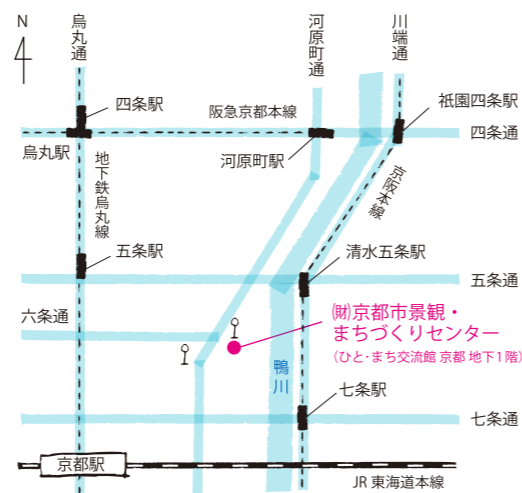 N
烏丸通
河原町通
川端通
四条駅
阪急京都本線
祇園四条駅
四条通
烏丸駅
河原町駅
地下鉄烏丸線
京阪本線
五条駅
清水五条駅
五条通
六条通
㈶京都市景観・
まちづくりセンター
(ひと・まち交流館 京都 地下1階)
鴨川
七条駅
七条通
京都駅
JR 東海道本線